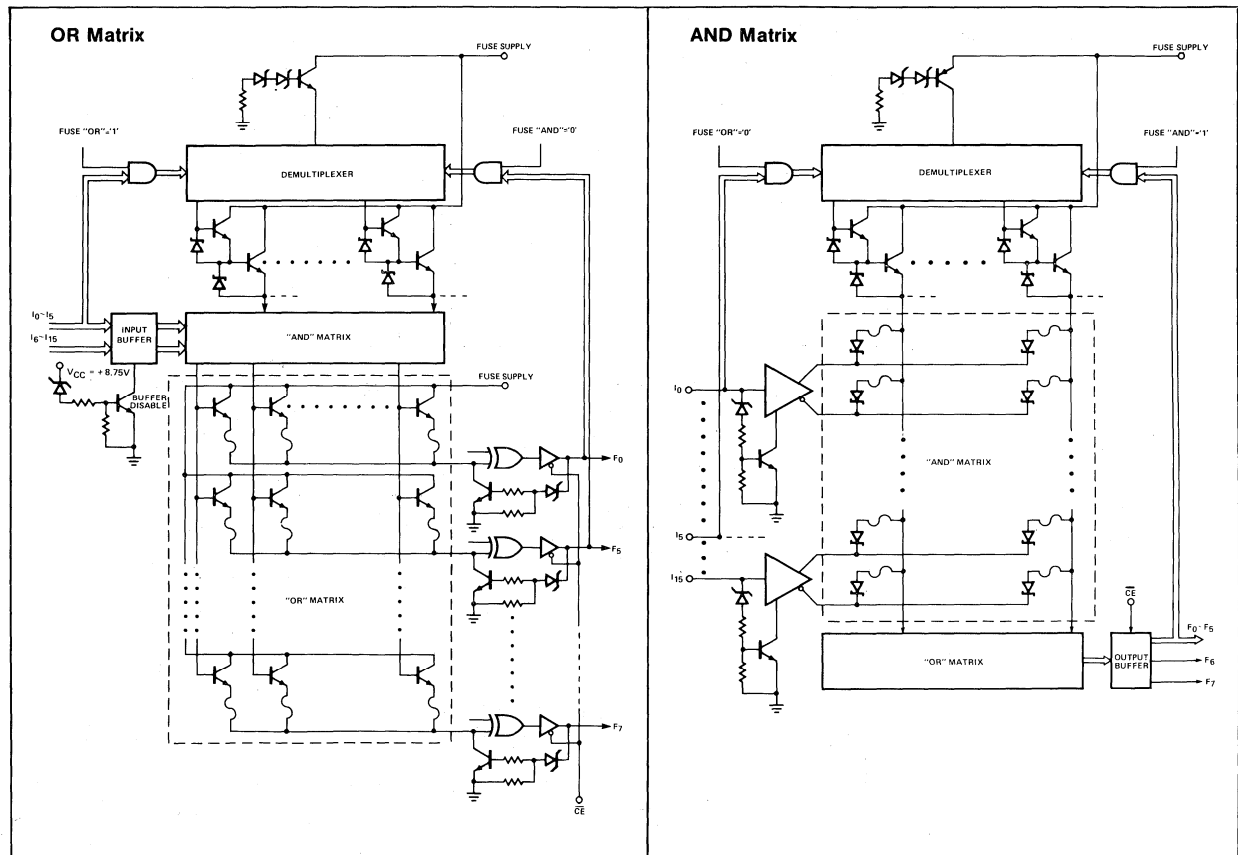 OR Matrix
FUSE SUPPLY
FUSE "OR"='1'
FUSE "AND"='0'
DEMULTIPLEXER
I0~I5
I6~I15
INPUT
BUFFER
"AND" MATRIX
VCC = +8.75V
BUFFER
DISABLE
FUSE SUPPLY
F0
F5
"OR" MATRIX
F7
CE
AND Matrix
FUSE SUPPLY
FUSE "OR"='0'
FUSE "AND"='1'
DEMULTIPLEXER
I0
"AND" MATRIX
I5
I15
CE
"OR" MATRIX
OUTPUT
BUFFER
F0~F5
F6
F7